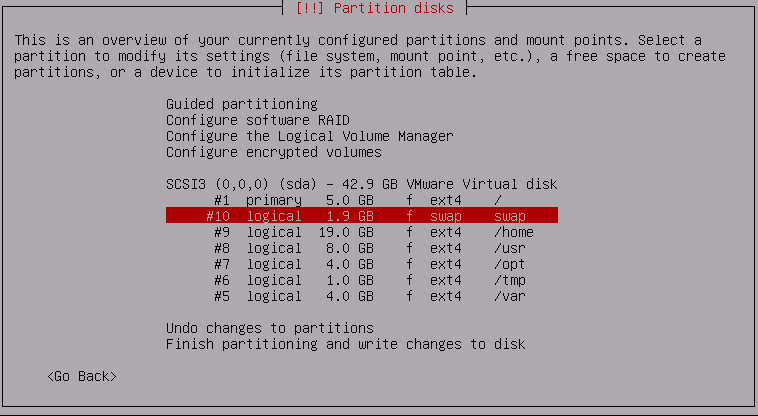 [!!] Partition disks
This is an overview of your currently configured partitions and mount points. Select a
partition to modify its settings (file system, mount point, etc.), a free space to create
partitions, or a device to initialize its partition table.
Guided partitioning
Configure software RAID
Configure the Logical Volume Manager
Configure encrypted volumes
SCSI3 (0,0,0) (sda) – 42.9 GB VMware Virtual disk
#1 primary 5.0 GB f ext4 /
#10 logical 1.9 GB f swap swap
#9 logical 19.0 GB f ext4 /home
#8 logical 8.0 GB f ext4 /usr
#7 logical 4.0 GB f ext4 /opt
#6 logical 1.0 GB f ext4 /tmp
#5 logical 4.0 GB f ext4 /var
Undo changes to partitions
Finish partitioning and write changes to disk
<Go Back>